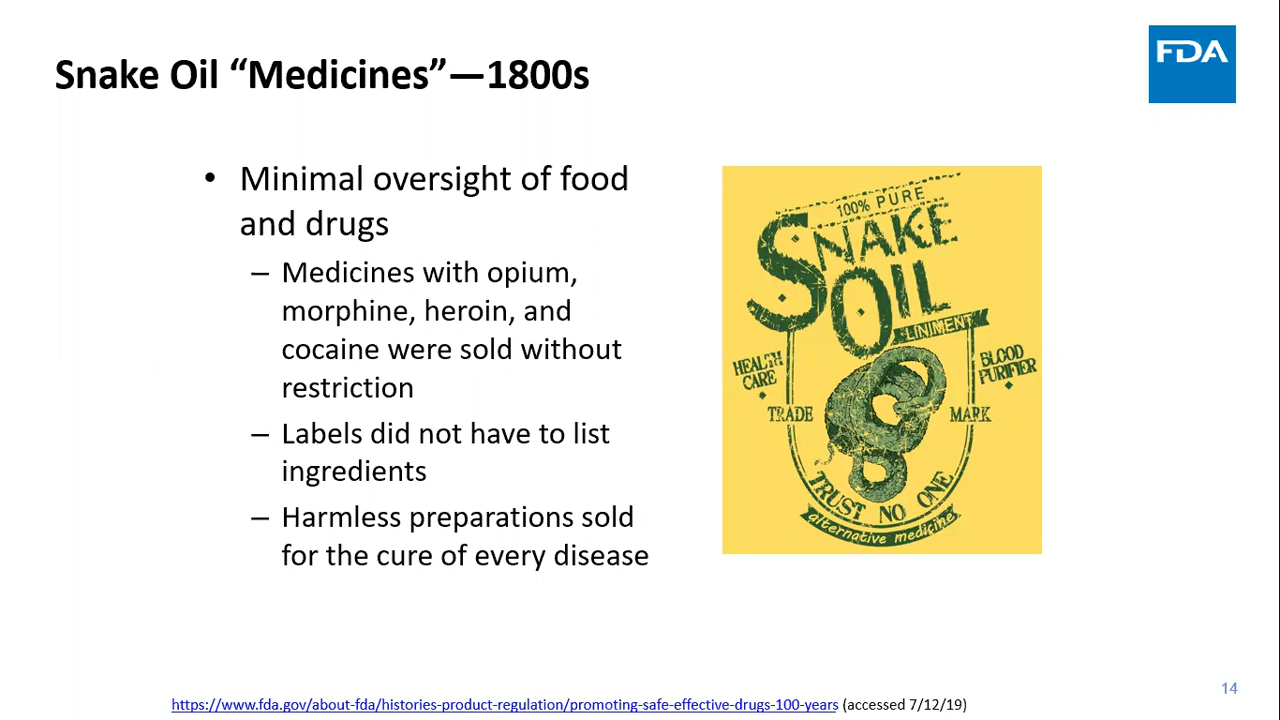 Snake Oil “Medicines”—1800s
FDA
• Minimal oversight of food
and drugs
– Medicines with opium,
morphine, heroin, and
cocaine were sold without
restriction
– Labels did not have to list
ingredients
– Harmless preparations sold
for the cure of every disease
100% PURE
SNAKE
OIL
LINIMENT
HEALTH
CARE
BLOOD
PURIFIER
TRADE
MARK
TRUST NO ONE
alternative medicine
14
https://www.fda.gov/about-fda/histories-product-regulation/promoting-safe-effective-drugs-100-years (accessed 7/12/19)